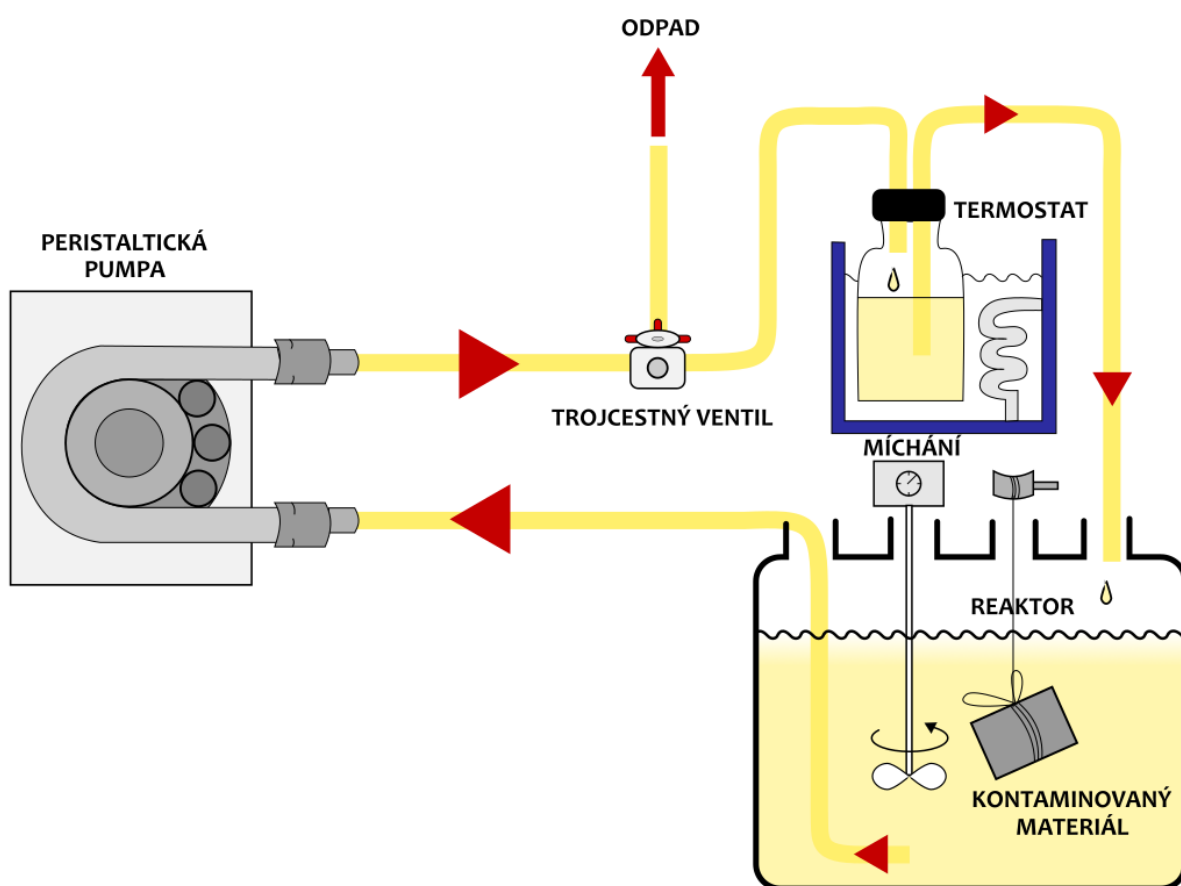 ODPAD
PERISTALTICKÁ
PUMPA
TERMOSTAT
TROJCESTNÝ VENTIL
MÍCHÁNÍ
REAKTOR
KONTAMINOVANÝ
MATERIÁL